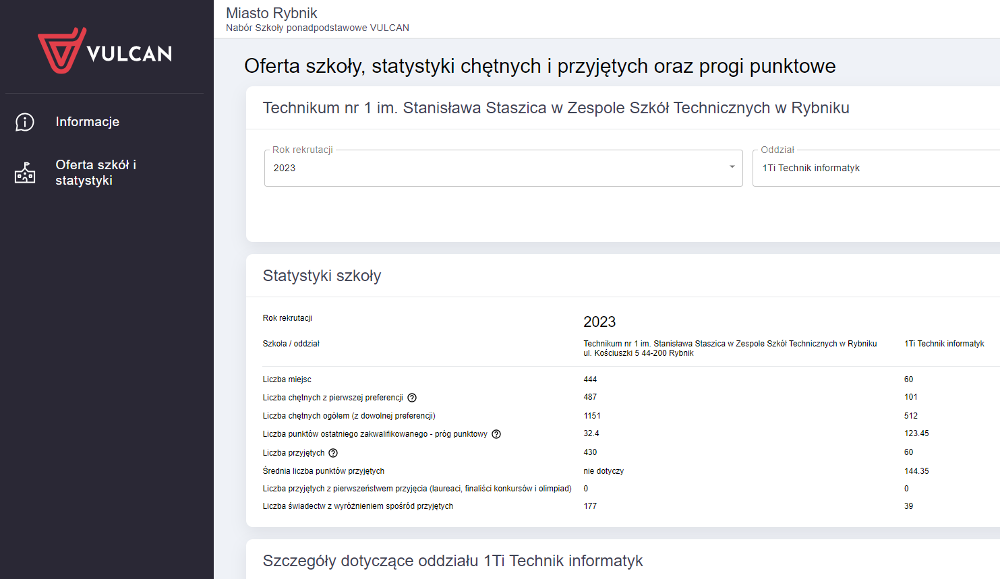 VULCAN
Informacje
Oferta szkół i
statystyki
Miasto Rybnik
Nabór Szkoły ponadpodstawowe VULCAN
Oferta szkoły, statystyki chętnych i przyjętych oraz progi punktowe
Technikum nr 1 im. Stanisława Staszica w Zespole Szkół Technicznych w Rybniku
Rok rekrutacji
2023
Oddział
1Ti Technik informatyk
Statystyki szkoły
Rok rekrutacji 2023
Szkoła / oddział Technikum nr 1 im. Stanisława Staszica w Zespole Szkół Technicznych w Rybniku 1Ti Technik informatyk
ul. Kościuszki 5 44-200 Rybnik
Liczba miejsc 444 60
Liczba chętnych z pierwszej preferencji 487 101
Liczba chętnych ogółem (z dowolnej preferencji) 1151 512
Liczba punktów ostatniego zakwalifikowanego - próg punktowy 32.4 123.45
Liczba przyjętych 430 60
Średnia liczba punktów przyjętych nie dotyczy 144.35
Liczba przyjętych z pierwszeństwem przyjęcia (laureaci, finaliści konkursów i olimpiad) 0 0
Liczba świadectw z wyróżnieniem spośród przyjętych 177 39
Szczegóły dotyczące oddziału 1Ti Technik informatyk